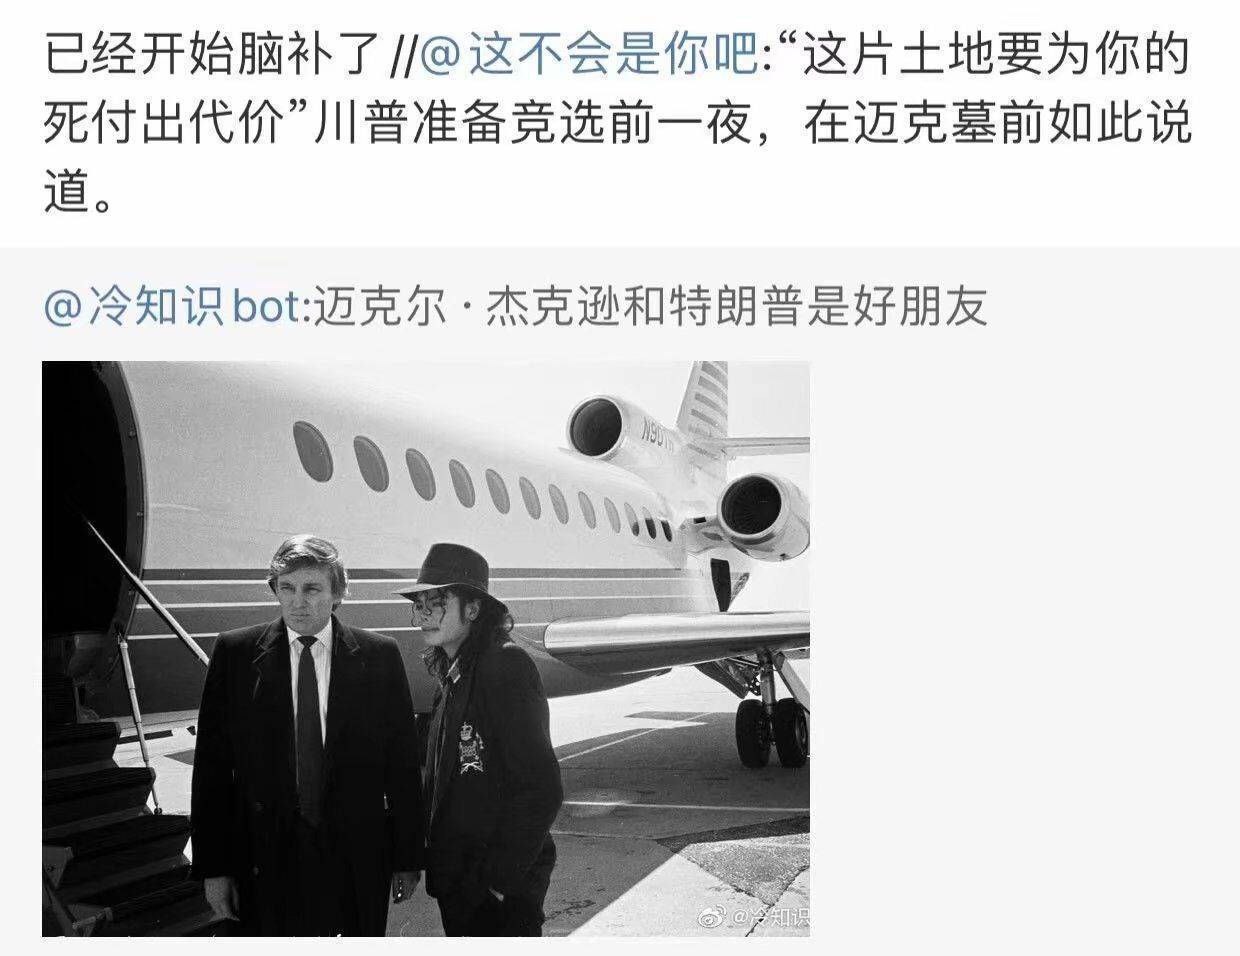 已经开始脑补了//@这不会是你吧:“这片土地要为你的
死付出代价”川普准备竞选前一夜，在迈克墓前如此说
道。
@冷知识bot:迈克尔·杰克逊和特朗普是好朋友
@冷知识